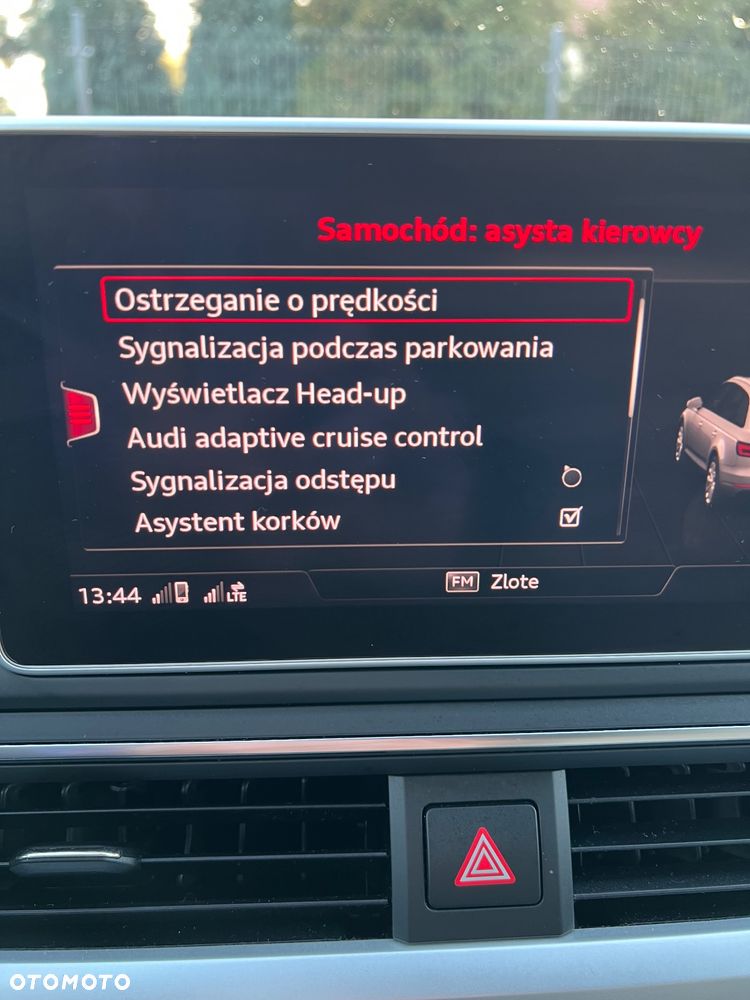 Samochód: asysta kierowcy
Ostrzeganie o prędkości
Sygnalizacja podczas parkowania
Wyświetlacz Head-up
Audi adaptive cruise control
Sygnalizacja odstępu
Asystent korków
13:44 LTE FM Zlote
OTOMOTO